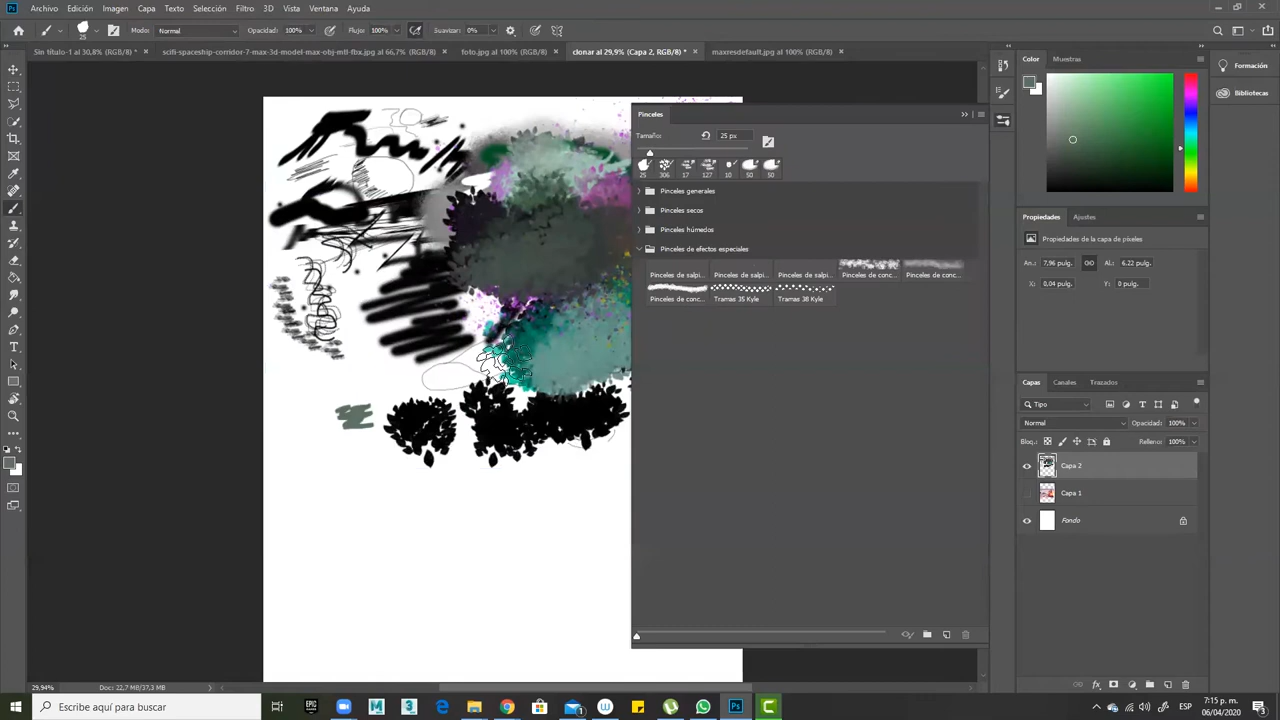 Ps Archivo Edición Imagen Capa Texto Selección Filtro 3D Vista Ventana Ayuda
25 Modo: Normal Opacidad: 100% Flujo: 100% Suavizar: 0%
Sin título-1 al 30,8% (RGB/8) * × scifi-spaceship-corridor-7-max-3d-model-max-obj-mtl-fbx.jpg al 66,7% (RGB/8) × foto.jpg al 100% (RGB/8) × clonar al 29,9% (Capa 2, RGB/8) * × maxresdefault.jpg al 100% (RGB/8) ×
Color Muestras
Formación
Bibliotecas
Pinceles
Tamaño: 25 px
25 306 17 127 10 50 50
Pinceles generales
Pinceles secos
Pinceles húmedos
Pinceles de efectos especiales
Pinceles de salpi... Pinceles de salpi... Pinceles de salpi... Pinceles de conc... Pinceles de conc...
Pinceles de conc... Tramas 35 Kyle Tramas 38 Kyle
Propiedades Ajustes
Propiedades de la capa de píxeles
An.: 7,96 pulg. GO Al.: 6,22 pulg.
X: 0,04 pulg. Y: 0 pulg.
Capas Canales Trazados
Tipo
Normal Opacidad: 100%
Bloq.: Relleno: 100%
Capa 2
Capa 1
Fondo
29,94% Doc: 22,7 MB/37,3 MB
Escribe aquí para buscar
ESP 7:15 p. m.
06/04/2020